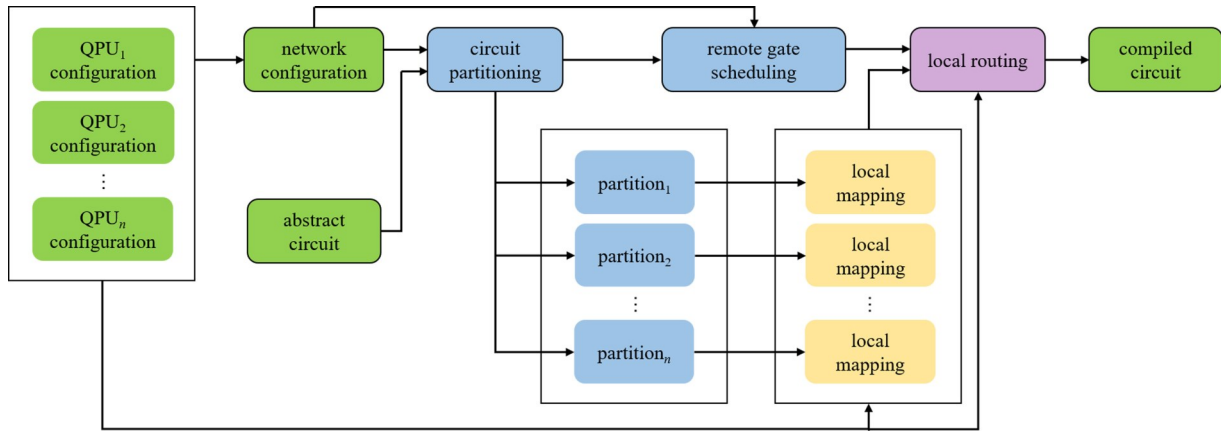 QPU₁
configuration
QPU₂
configuration
⋮
QPUₙ
configuration
network
configuration
abstract
circuit
circuit
partitioning
remote gate
scheduling
local routing
compiled
circuit
partition₁
partition₂
⋮
partitionₙ
local
mapping
local
mapping
⋮
local
mapping